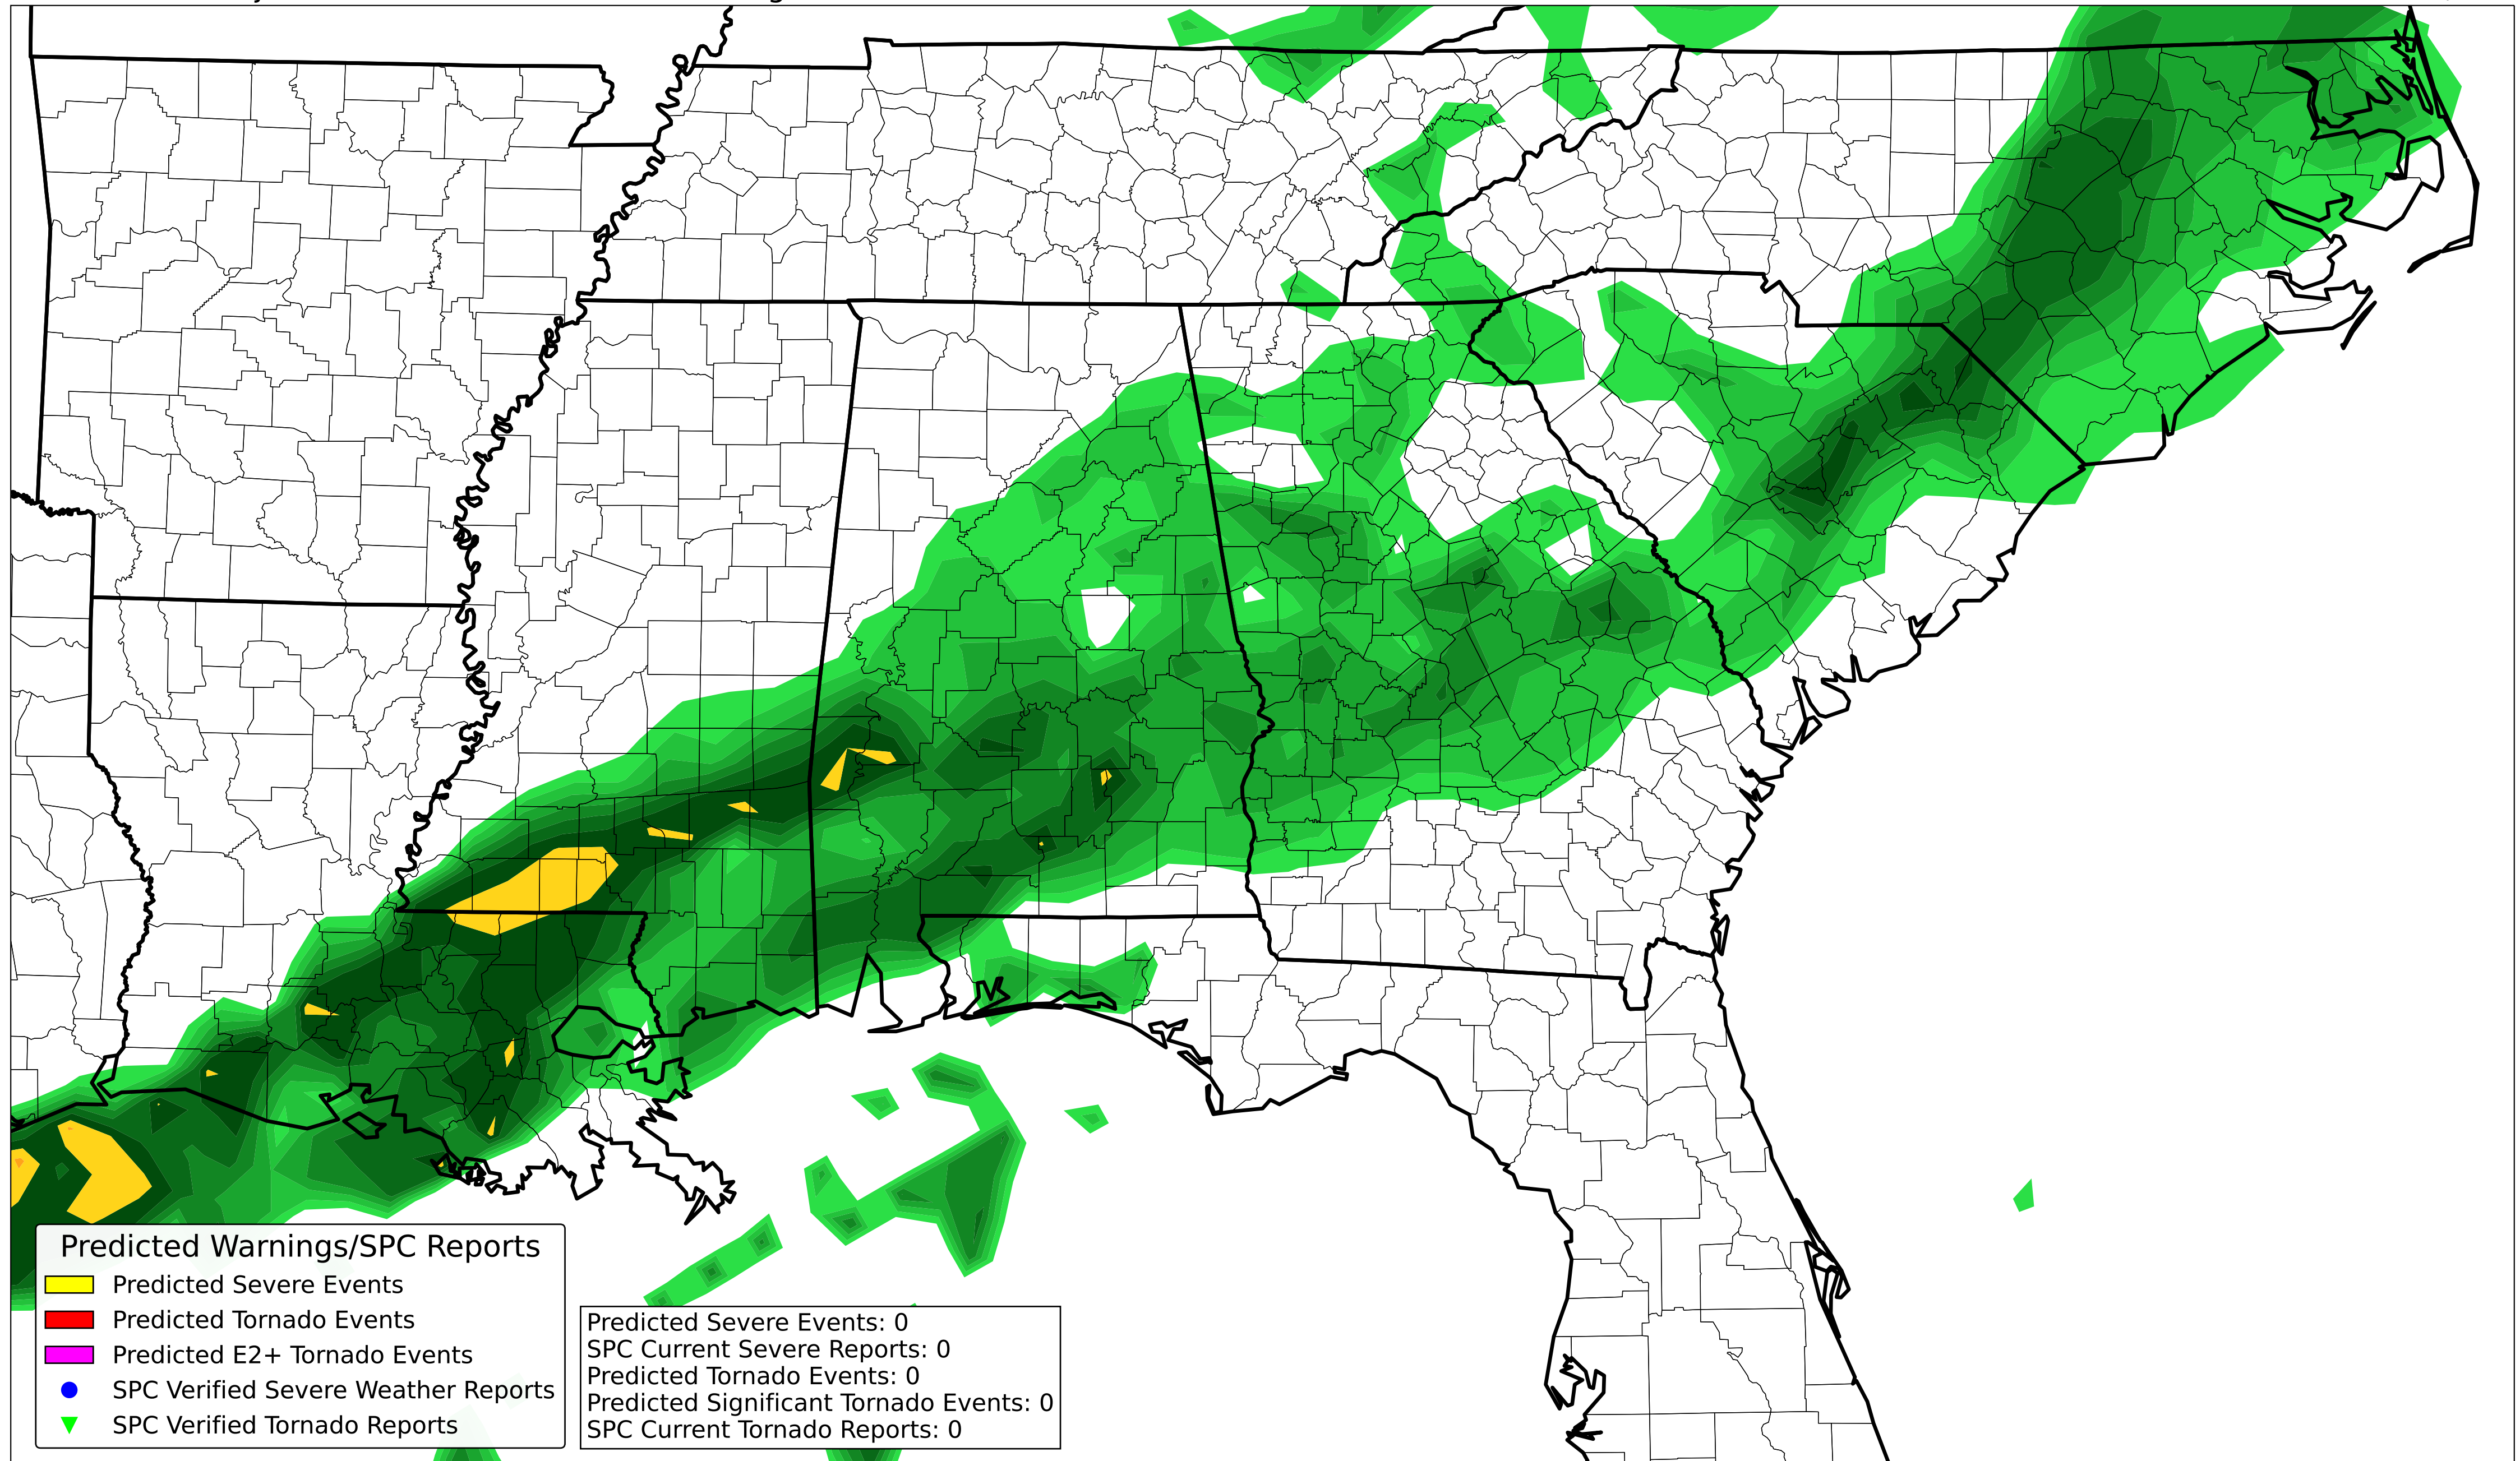 Predicted Warnings/SPC Reports
Predicted Severe Events
Predicted Tornado Events
Predicted E2+ Tornado Events
SPC Verified Severe Weather Reports
SPC Verified Tornado Reports
Predicted Severe Events: 0
SPC Current Severe Reports: 0
Predicted Tornado Events: 0
Predicted Significant Tornado Events: 0
SPC Current Tornado Reports: 0